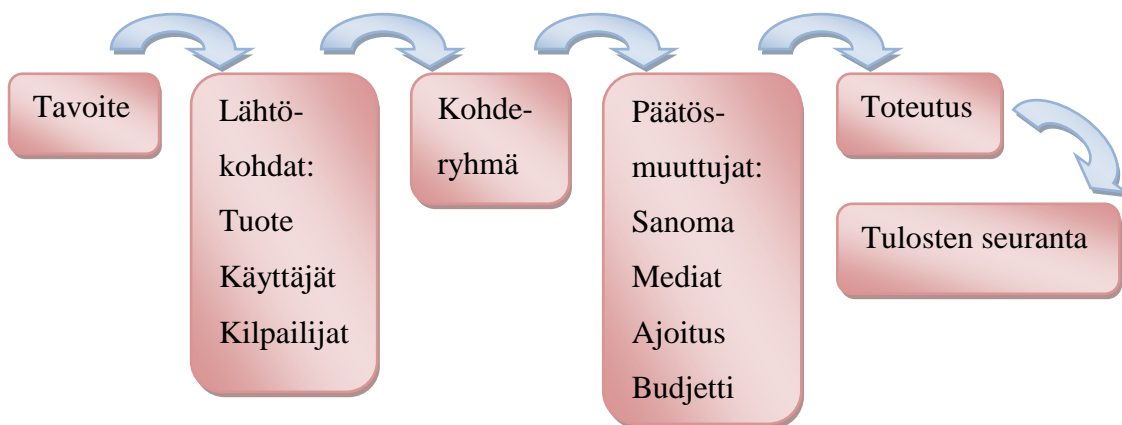 Tavoite
Lähtö-
kohdat:
Tuote
Käyttäjät
Kilpailijat
Kohde-
ryhmä
Päätös-
muuttujat:
Sanoma
Mediat
Ajoitus
Budjetti
Toteutus
Tulosten seuranta